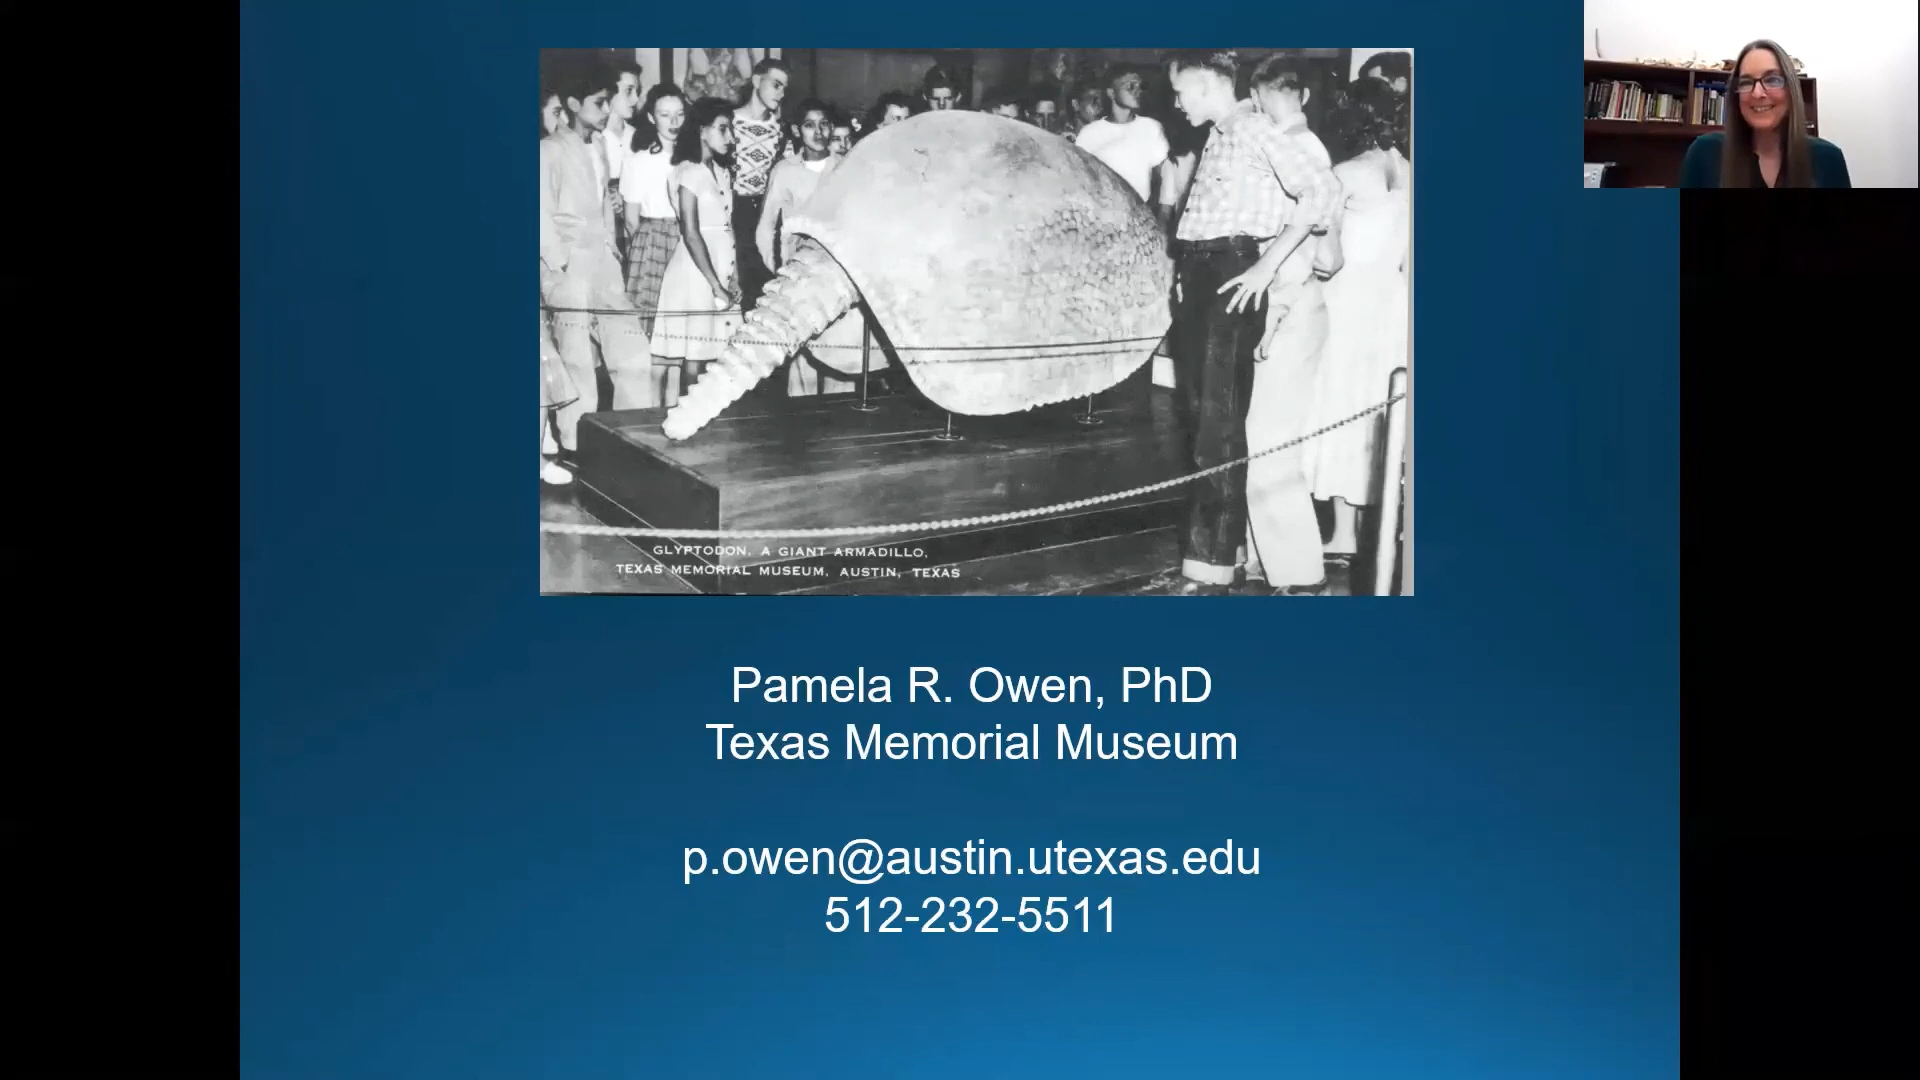 GLYPTODON, A GIANT ARMADILLO,
TEXAS MEMORIAL MUSEUM, AUSTIN, TEXAS
Pamela R. Owen, PhD
Texas Memorial Museum
p.owen@austin.utexas.edu
512-232-5511